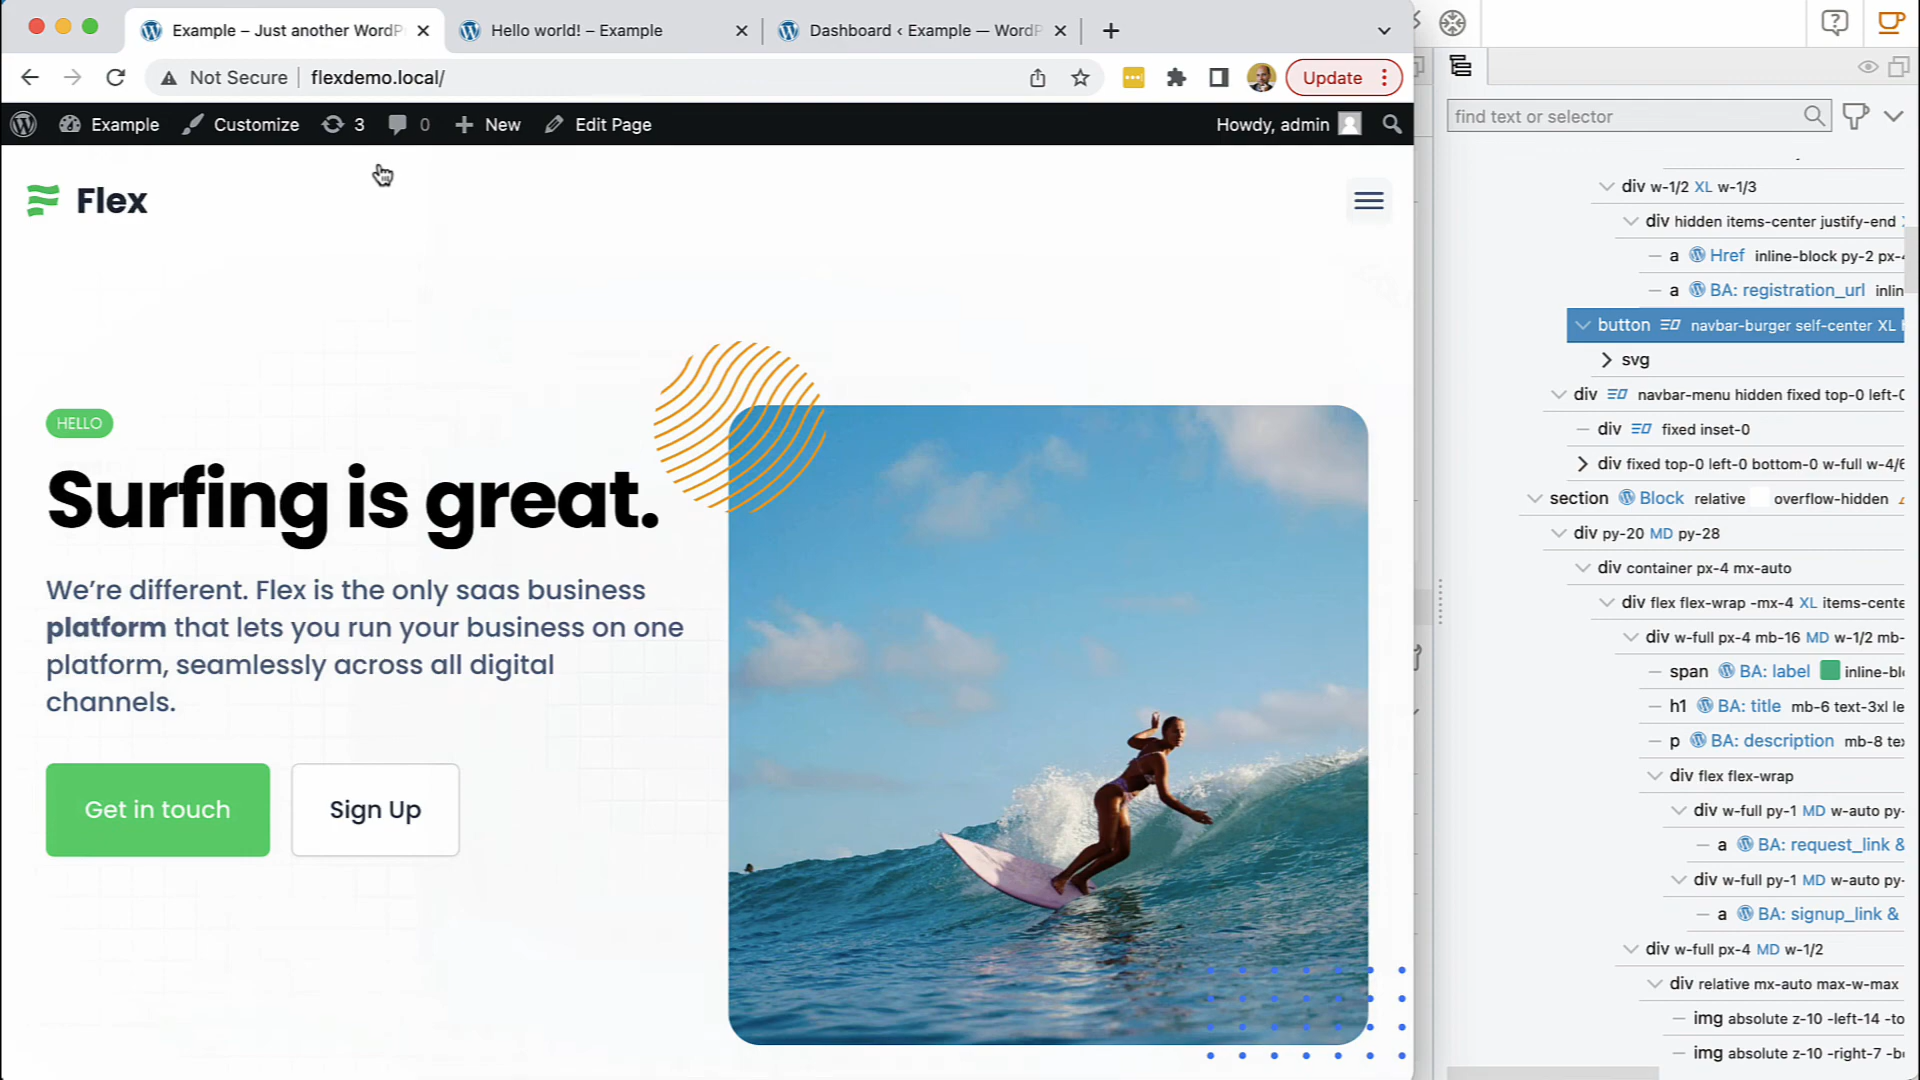 Example – Just another WordP
Hello world! – Example
Dashboard ‹ Example — WordP
Not Secure
flexdemo.local/
Update
Example
Customize
3
0
New
Edit Page
Howdy, admin
Flex
HELLO
Surfing is great.
We're different. Flex is the only saas business
platform that lets you run your business on one
platform, seamlessly across all digital
channels.
Get in touch
Sign Up
find text or selector
div w-1/2 XL w-1/3
div hidden items-center justify-end
a Href inline-block py-2 px-4
a BA: registration_url inlin
button navbar-burger self-center XL
svg
div navbar-menu hidden fixed top-0 left-0
div fixed inset-0
div fixed top-0 left-0 bottom-0 w-full w-4/6
section Block relative overflow-hidden
div py-20 MD py-28
div container px-4 mx-auto
div flex flex-wrap -mx-4 XL items-cente
div w-full px-4 mb-16 MD w-1/2 mb-
span BA: label inline-bl
h1 BA: title mb-6 text-3xl le
p BA: description mb-8 te
div flex flex-wrap
div w-full py-1 MD w-auto py-
a BA: request_link &
div w-full py-1 MD w-auto py-
a BA: signup_link &
div w-full px-4 MD w-1/2
div relative mx-auto max-w-max
img absolute z-10 -left-14 -to
img absolute z-10 -right-7 -b